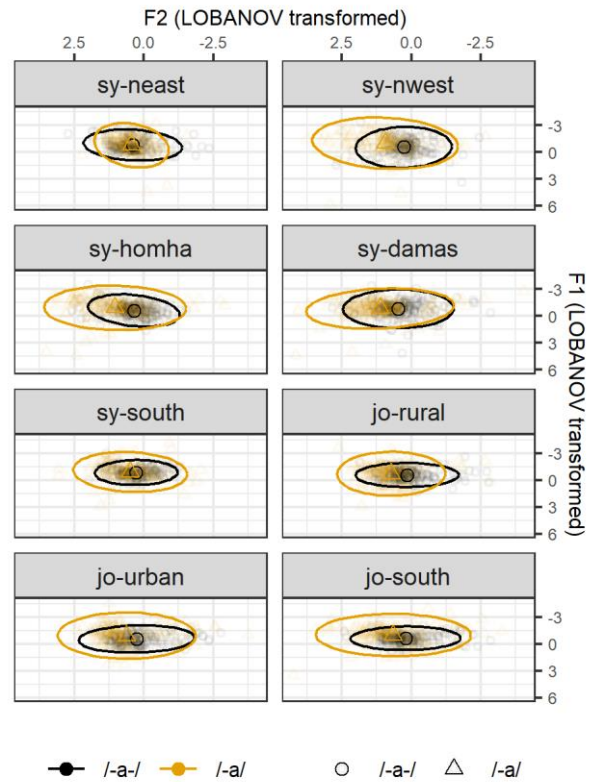 F2 (LOBANOV transformed)
2.5 0.0 -2.5 2.5 0.0 -2.5
sy-neast sy-nwest
-3
0
3
6
sy-homha sy-damas
-3
0
3
6
sy-south jo-rural
-3
0
3
6
jo-urban jo-south
-3
0
3
6
F1 (LOBANOV transformed)
/-a-/ /-a/ /-a-/ /-a/